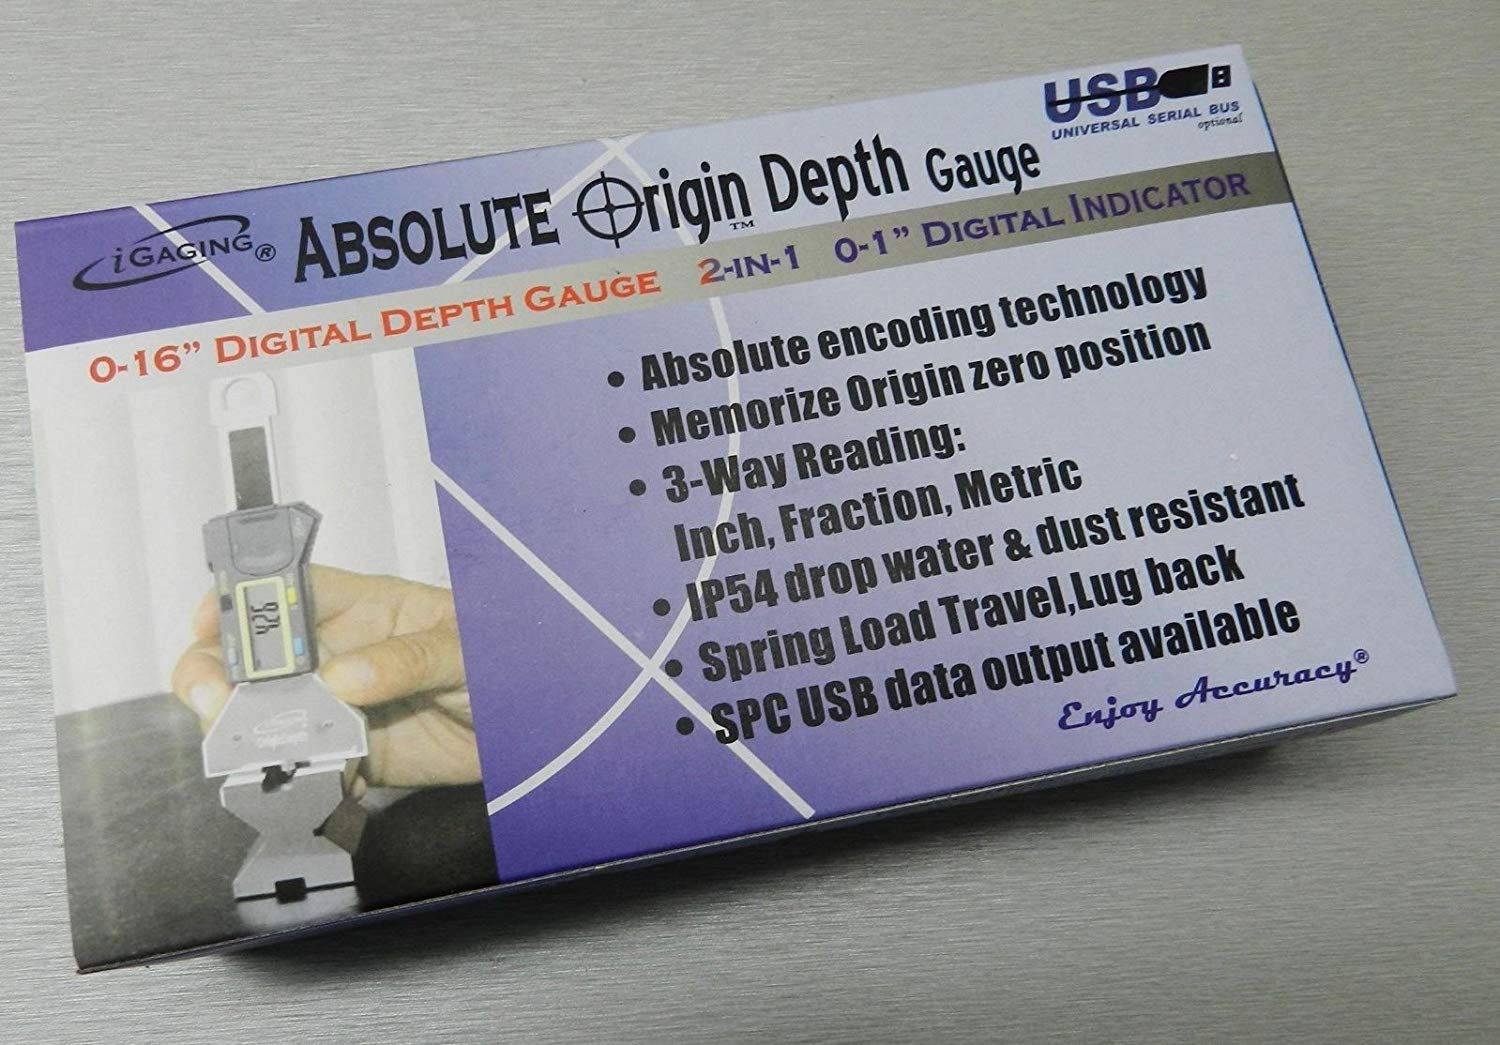 USB
UNIVERSAL SERIAL BUS
optional
iGAGING® ABSOLUTE Origin™ Depth Gauge
0-16” DIGITAL DEPTH GAUGE 2-IN-1 0-1” DIGITAL INDICATOR
• Absolute encoding technology
• Memorize Origin zero position
• 3-Way Reading:
Inch, Fraction, Metric
• IP54 drop water & dust resistant
• Spring Load Travel,Lug back
• SPC USB data output available
Enjoy Accuracy®